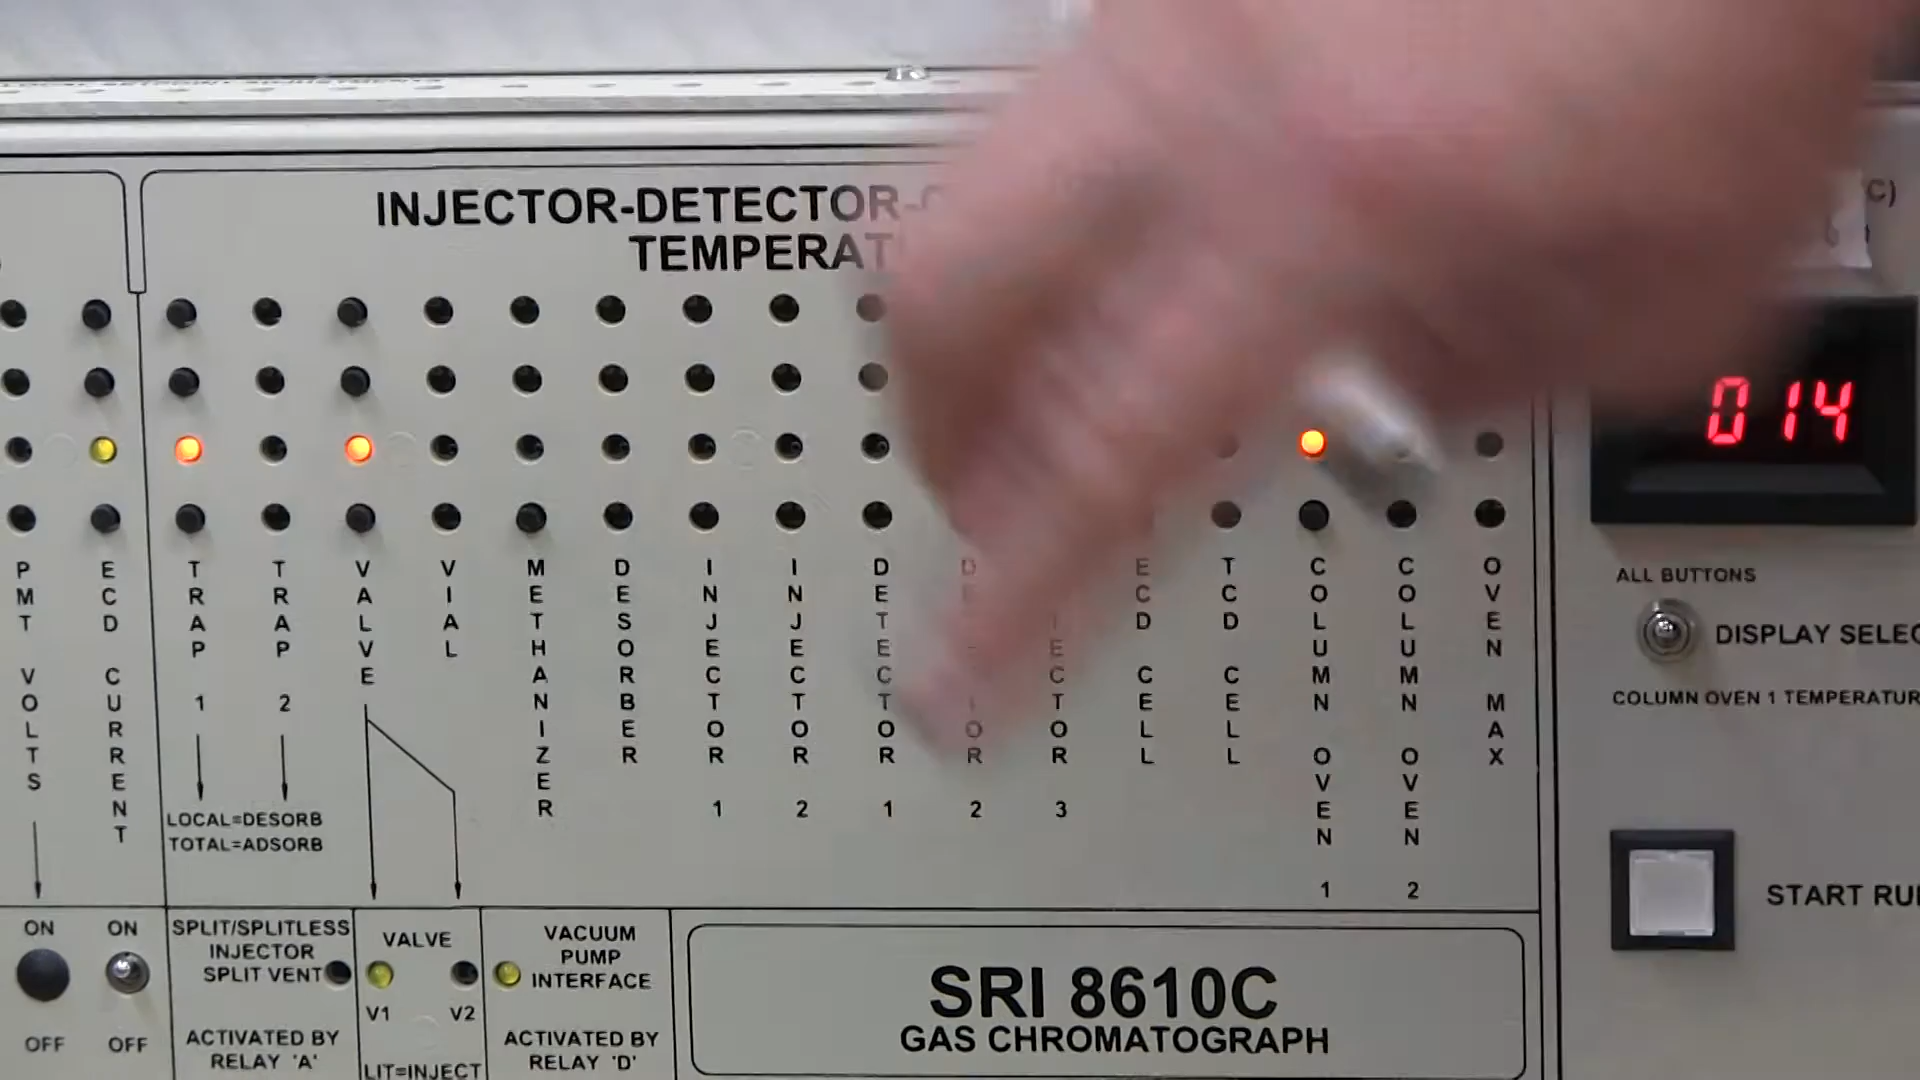 INJECTOR-DETECTOR-
TEMPERAT
C)
014
PMT VOLTS
ECD CURRENT
TRAP 1
TRAP 2
VALVE
VIAL
METHANIZER
DESORBER
INJECTOR 1
INJECTOR 2
DETECTOR 1
2
3
ECD CELL
TCD CELL
COLUMN OVEN 1
COLUMN OVEN 2
OVEN MAX
LOCAL=DESORB
TOTAL=ADSORB
ALL BUTTONS
DISPLAY SELEC
COLUMN OVEN 1 TEMPERATUR
START RU
ON
OFF
ON
OFF
SPLIT/SPLITLESS
INJECTOR
SPLIT VENT
ACTIVATED BY
RELAY 'A'
VALVE
V1 V2
LIT=INJECT
VACUUM
PUMP
INTERFACE
ACTIVATED BY
RELAY 'D'
SRI 8610C
GAS CHROMATOGRAPH